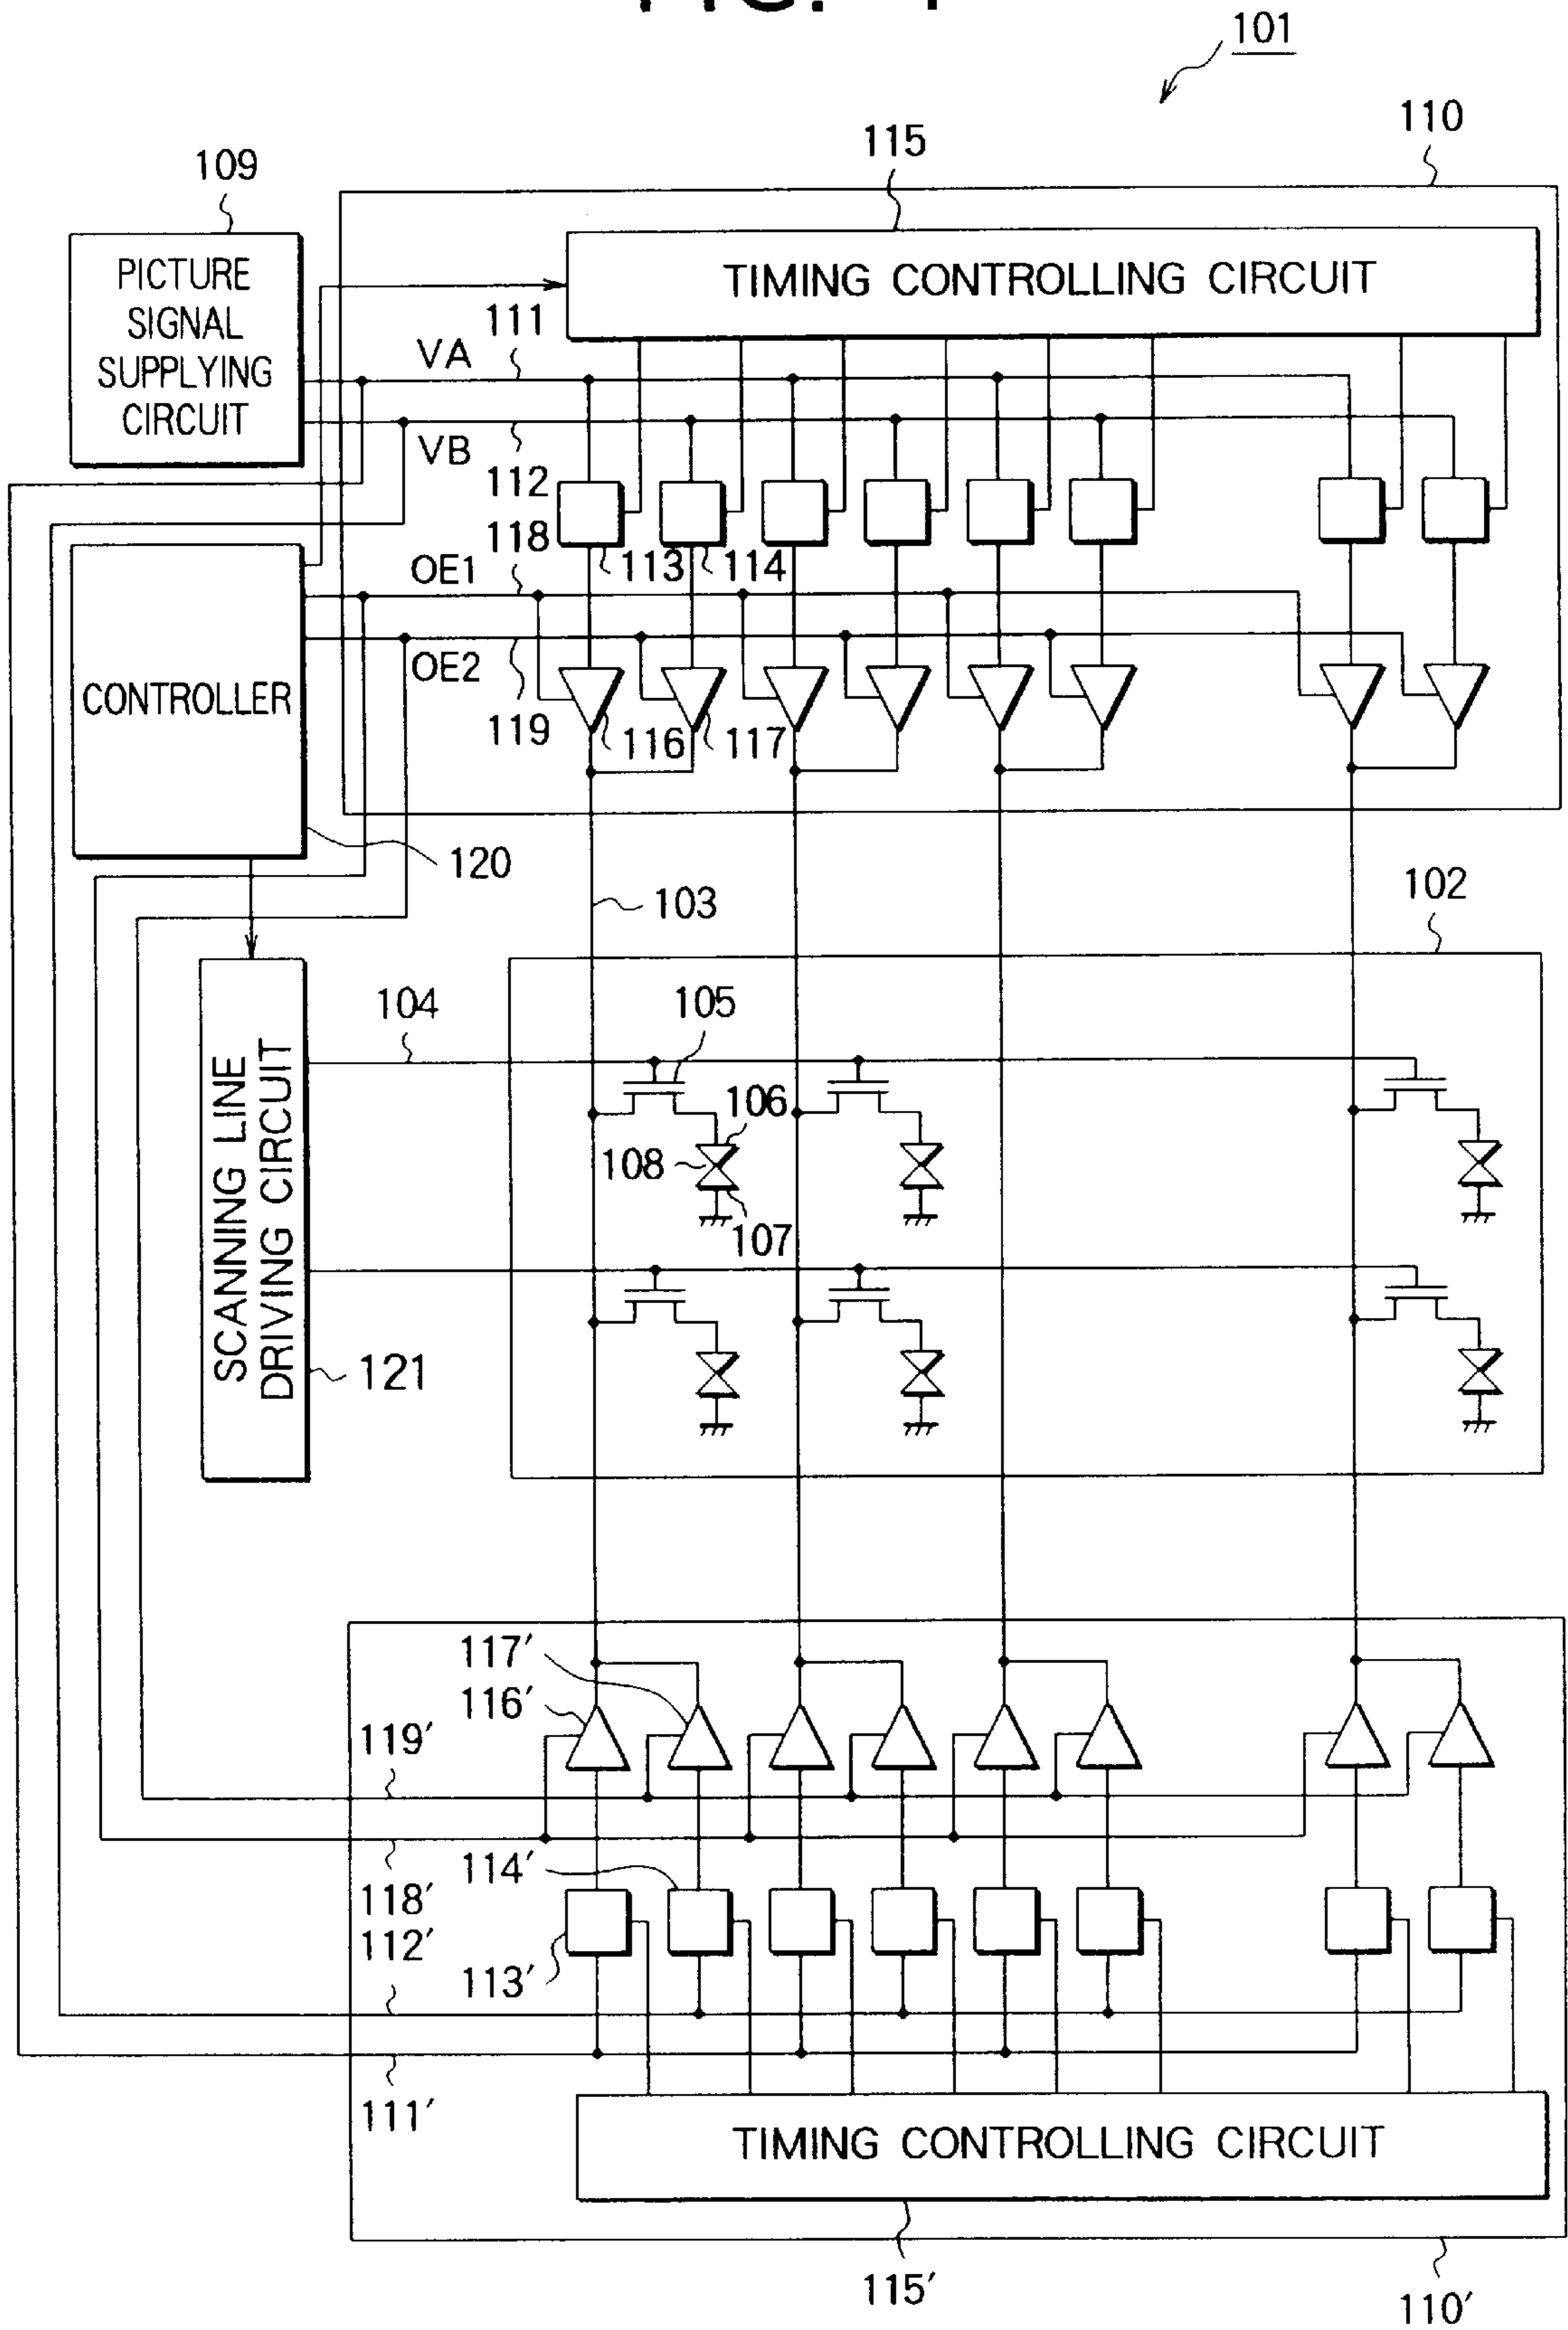 101
110
115
109
PICTURE
SIGNAL
SUPPLYING
CIRCUIT
TIMING CONTROLLING CIRCUIT
111
VA
VB
112
118
113
114
OE1
OE2
CONTROLLER
119
116
117
120
103
102
104
105
106
108
107
SCANNING LINE
DRIVING CIRCUIT
121
117′
116′
119′
114′
118′
112′
113′
111′
TIMING CONTROLLING CIRCUIT
115′
110′